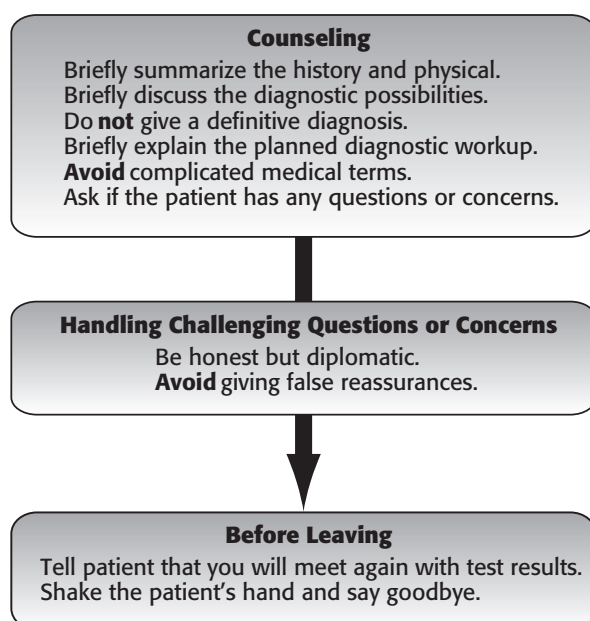 Counseling
Briefly summarize the history and physical.
Briefly discuss the diagnostic possibilities.
Do not give a definitive diagnosis.
Briefly explain the planned diagnostic workup.
Avoid complicated medical terms.
Ask if the patient has any questions or concerns.
Handling Challenging Questions or Concerns
Be honest but diplomatic.
Avoid giving false reassurances.
Before Leaving
Tell patient that you will meet again with test results.
Shake the patient's hand and say goodbye.